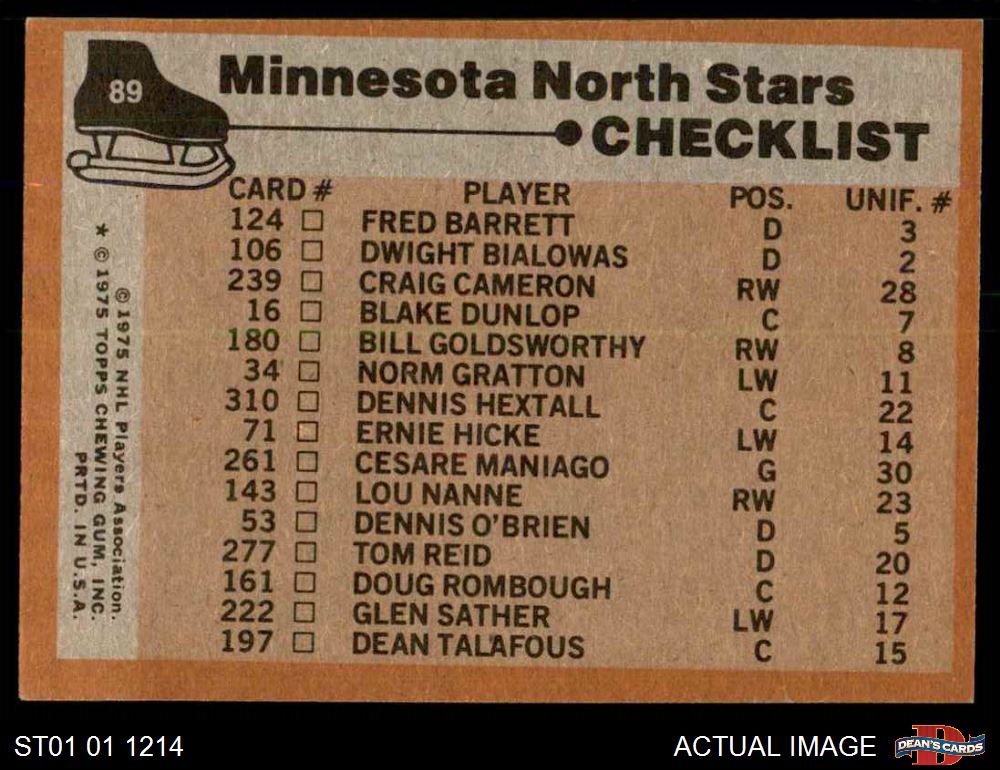 89
Minnesota North Stars
CHECKLIST
CARD # PLAYER POS. UNIF. #
124 □ FRED BARRETT D 3
106 □ DWIGHT BIALOWAS D 2
239 □ CRAIG CAMERON RW 28
16 □ BLAKE DUNLOP C 7
180 □ BILL GOLDSWORTHY RW 8
34 □ NORM GRATTON LW 11
310 □ DENNIS HEXTALL C 22
71 □ ERNIE HICKE LW 14
261 □ CESARE MANIAGO G 30
143 □ LOU NANNE RW 23
53 □ DENNIS O'BRIEN D 5
277 □ TOM REID D 20
161 □ DOUG ROMBOUGH C 12
222 □ GLEN SATHER LW 17
197 □ DEAN TALAFOUS C 15
© 1975 NHL Players Association.
* © 1975 TOPPS CHEWING GUM, INC.
PRTD. IN U.S.A.
ST01 01 1214
ACTUAL IMAGE
D
DEAN'S CARDS